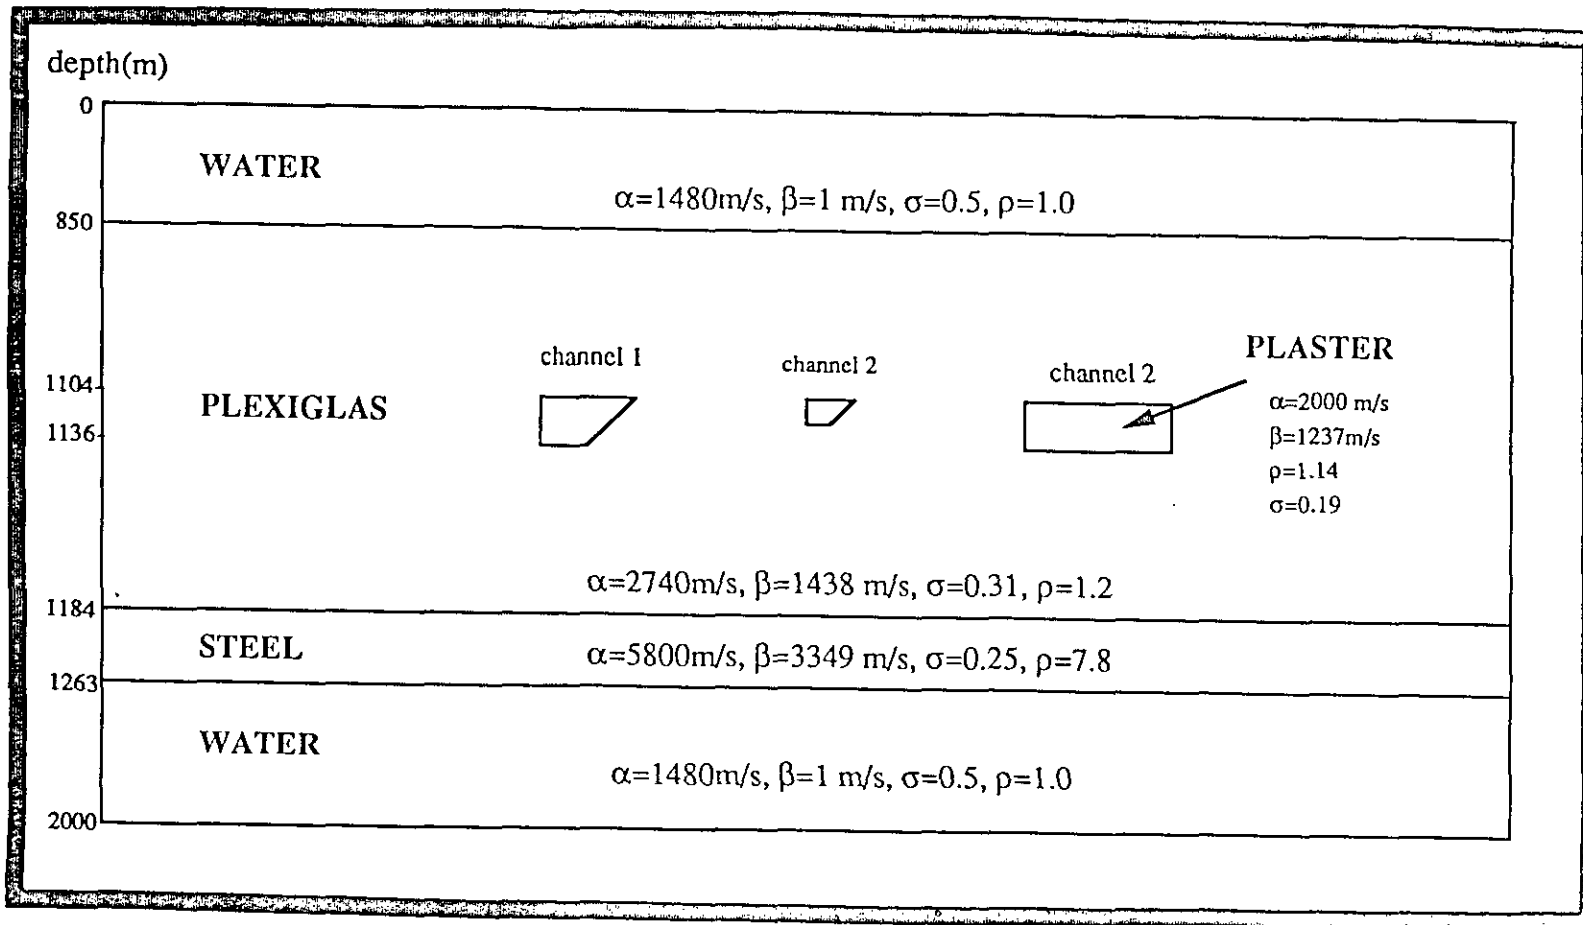 depth(m)
0
WATER
α=1480m/s, β=1 m/s, σ=0.5, ρ=1.0
850
channel 1
channel 2
channel 2
PLASTER
1104
PLEXIGLAS
α=2000 m/s
1136
β=1237m/s
ρ=1.14
σ=0.19
α=2740m/s, β=1438 m/s, σ=0.31, ρ=1.2
1184
STEEL
α=5800m/s, β=3349 m/s, σ=0.25, ρ=7.8
1263
WATER
α=1480m/s, β=1 m/s, σ=0.5, ρ=1.0
2000